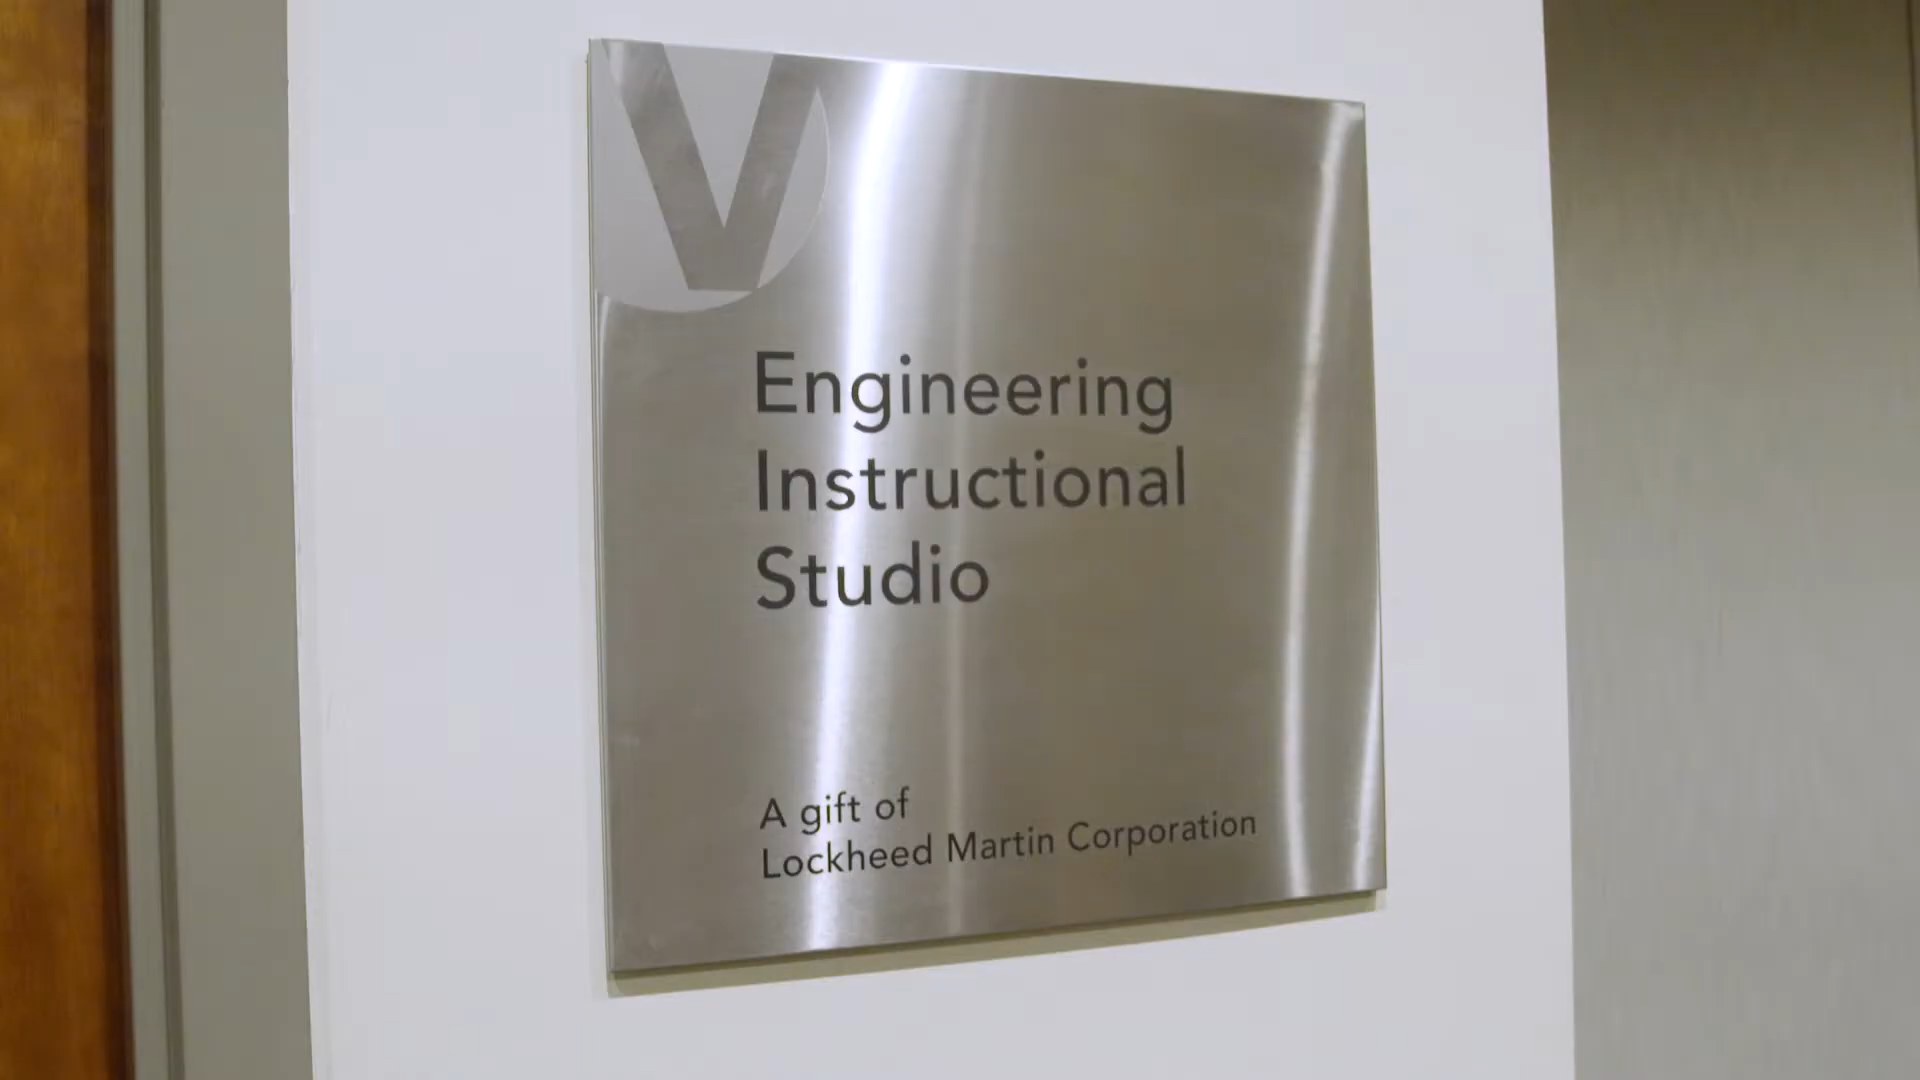 V
Engineering
Instructional
Studio
A gift of
Lockheed Martin Corporation